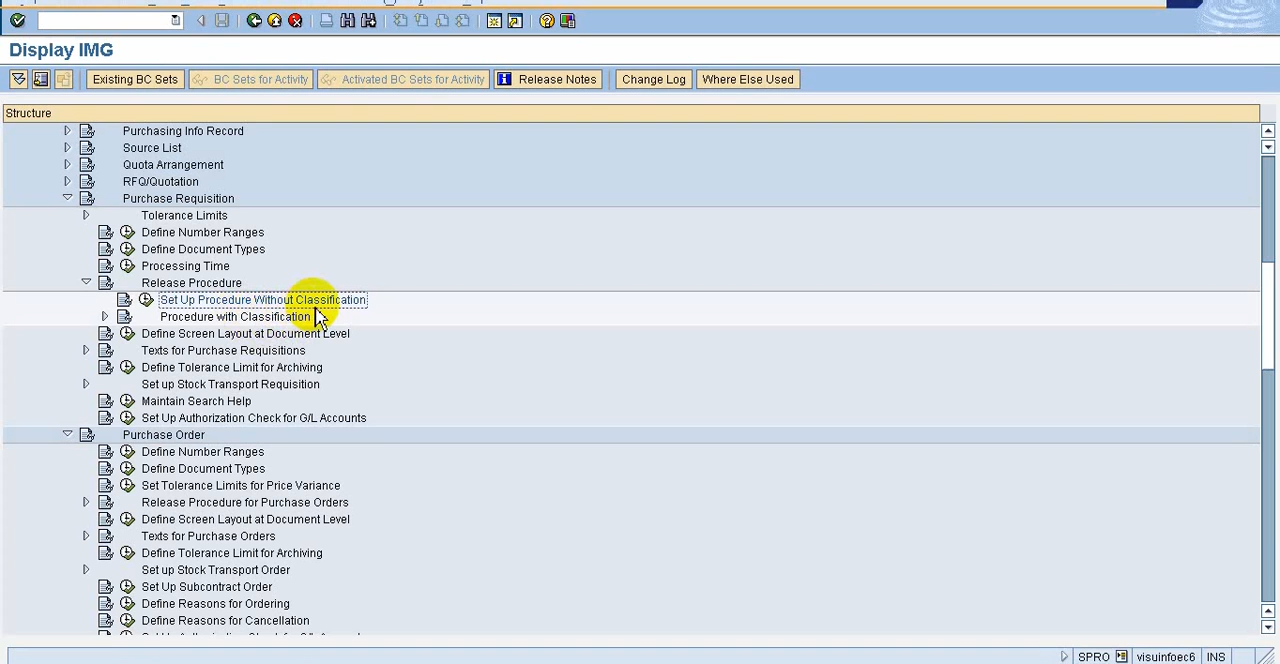 Display IMG
Existing BC Sets BC Sets for Activity Activated BC Sets for Activity Release Notes Change Log Where Else Used
Structure
Purchasing Info Record
Source List
Quota Arrangement
RFQ/Quotation
Purchase Requisition
Tolerance Limits
Define Number Ranges
Define Document Types
Processing Time
Release Procedure
Set Up Procedure Without Classification
Procedure with Classification
Define Screen Layout at Document Level
Texts for Purchase Requisitions
Define Tolerance Limit for Archiving
Set up Stock Transport Requisition
Maintain Search Help
Set Up Authorization Check for G/L Accounts
Purchase Order
Define Number Ranges
Define Document Types
Set Tolerance Limits for Price Variance
Release Procedure for Purchase Orders
Define Screen Layout at Document Level
Texts for Purchase Orders
Define Tolerance Limit for Archiving
Set up Stock Transport Order
Set Up Subcontract Order
Define Reasons for Ordering
Define Reasons for Cancellation
SPRO visuinfoec6 INS